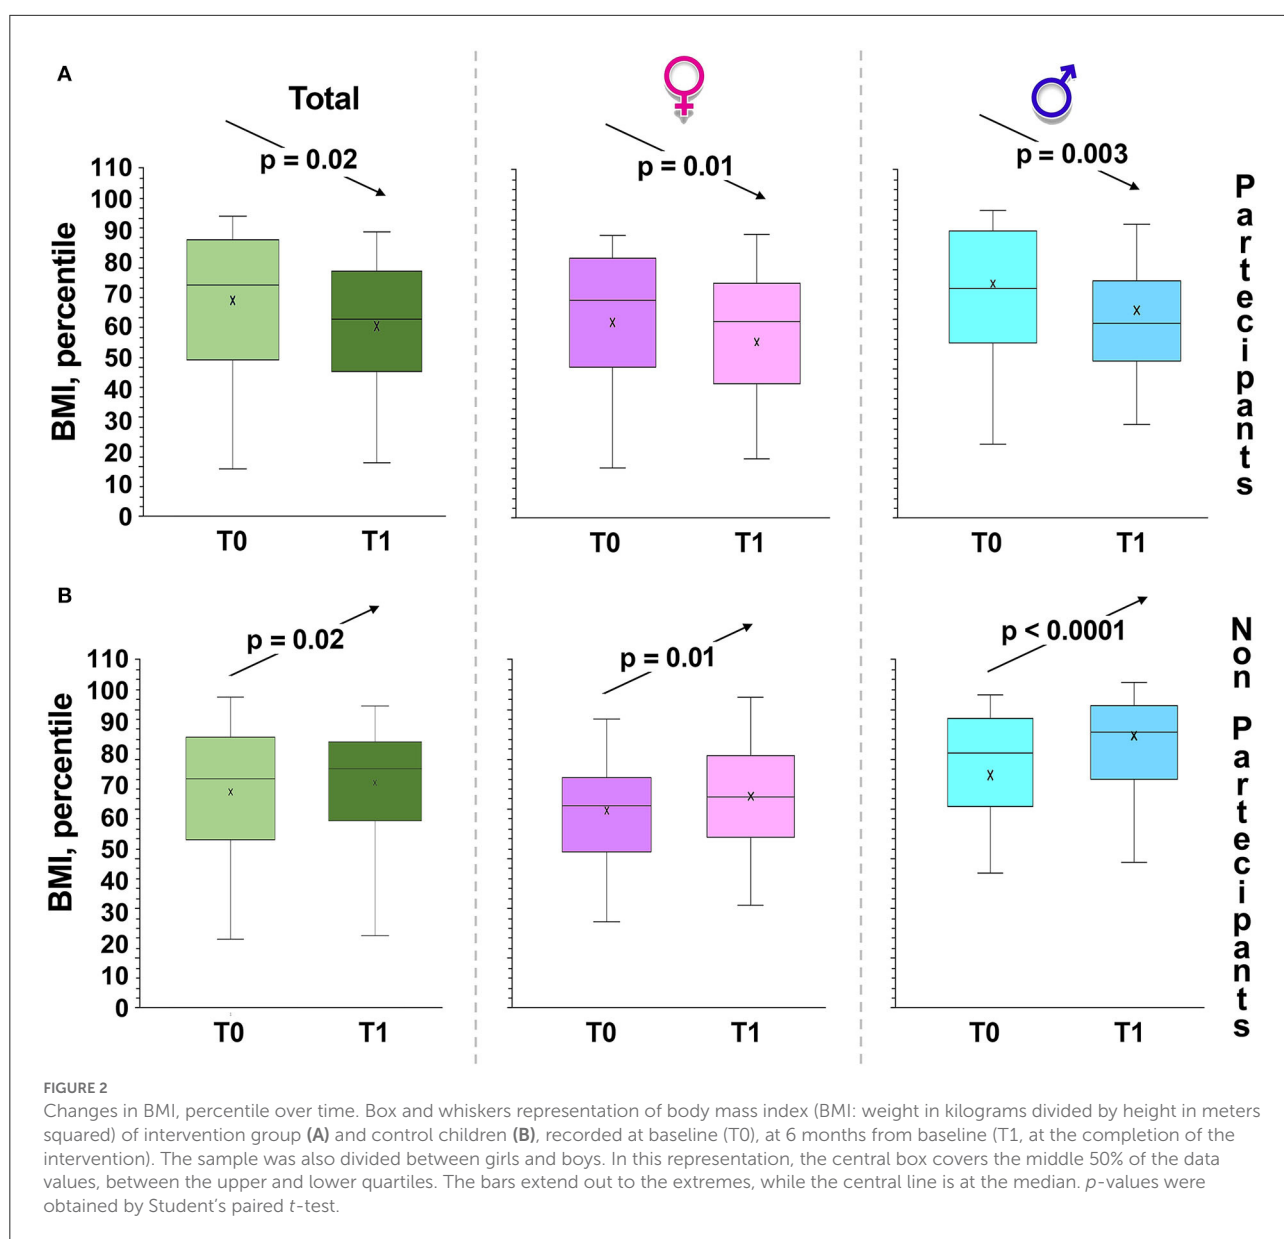 A
Total
p = 0.02
p = 0.01
p = 0.003
BMI, percentile
110
100
90
80
70
60
50
40
30
20
10
0
x
x
x
x
x
x
T0
T1
T0
T1
T0
T1
Partecipants
B
p = 0.02
p = 0.01
p < 0.0001
BMI, percentile
110
100
90
80
70
60
50
40
30
20
10
0
x
x
x
x
x
x
T0
T1
T0
T1
T0
T1
Non Partecipants
FIGURE 2
Changes in BMI, percentile over time. Box and whiskers representation of body mass index (BMI: weight in kilograms divided by height in meters
squared) of intervention group (A) and control children (B), recorded at baseline (T0), at 6 months from baseline (T1, at the completion of the
intervention). The sample was also divided between girls and boys. In this representation, the central box covers the middle 50% of the data
values, between the upper and lower quartiles. The bars extend out to the extremes, while the central line is at the median. p-values were
obtained by Student’s paired t-test.